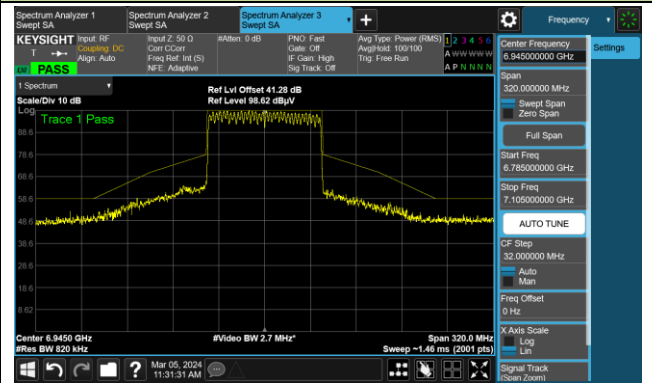 Spectrum Analyzer 1
Swept SA
Spectrum Analyzer 2
Swept SA
Spectrum Analyzer 3
Swept SA
Frequency
KEYSIGHT
Input: RF
Coupling: DC
Align: Auto
Input Z: 50 Ω
Corr CCorr
Freq Ref: Int (S)
NFE: Adaptive
#Atten: 0 dB
PNO: Fast
Gate: Off
IF Gain: High
Sig Track: Off
Avg Type: Power (RMS)
Avg|Hold: 100/100
Trig: Free Run
1 2 3 4 5 6
A W W W W W
A P N N N N
T
PASS
1 Spectrum
Scale/Div 10 dB
Ref Lvl Offset 41.28 dB
Ref Level 98.62 dBµV
Log
Trace 1 Pass
88.6
78.6
68.6
58.6
48.6
38.6
28.6
18.6
8.62
Center 6.9450 GHz
#Res BW 820 kHz
#Video BW 2.7 MHz*
Span 320.0 MHz
Sweep ~1.46 ms (2001 pts)
Center Frequency
6.945000000 GHz
Settings
Span
320.000000 MHz
Swept Span
Zero Span
Full Span
Start Freq
6.785000000 GHz
Stop Freq
7.105000000 GHz
AUTO TUNE
CF Step
32.000000 MHz
Auto
Man
Freq Offset
0 Hz
X Axis Scale
Log
Lin
Signal Track
(Span Zoom)
?
Mar 05, 2024
11:31:31 AM